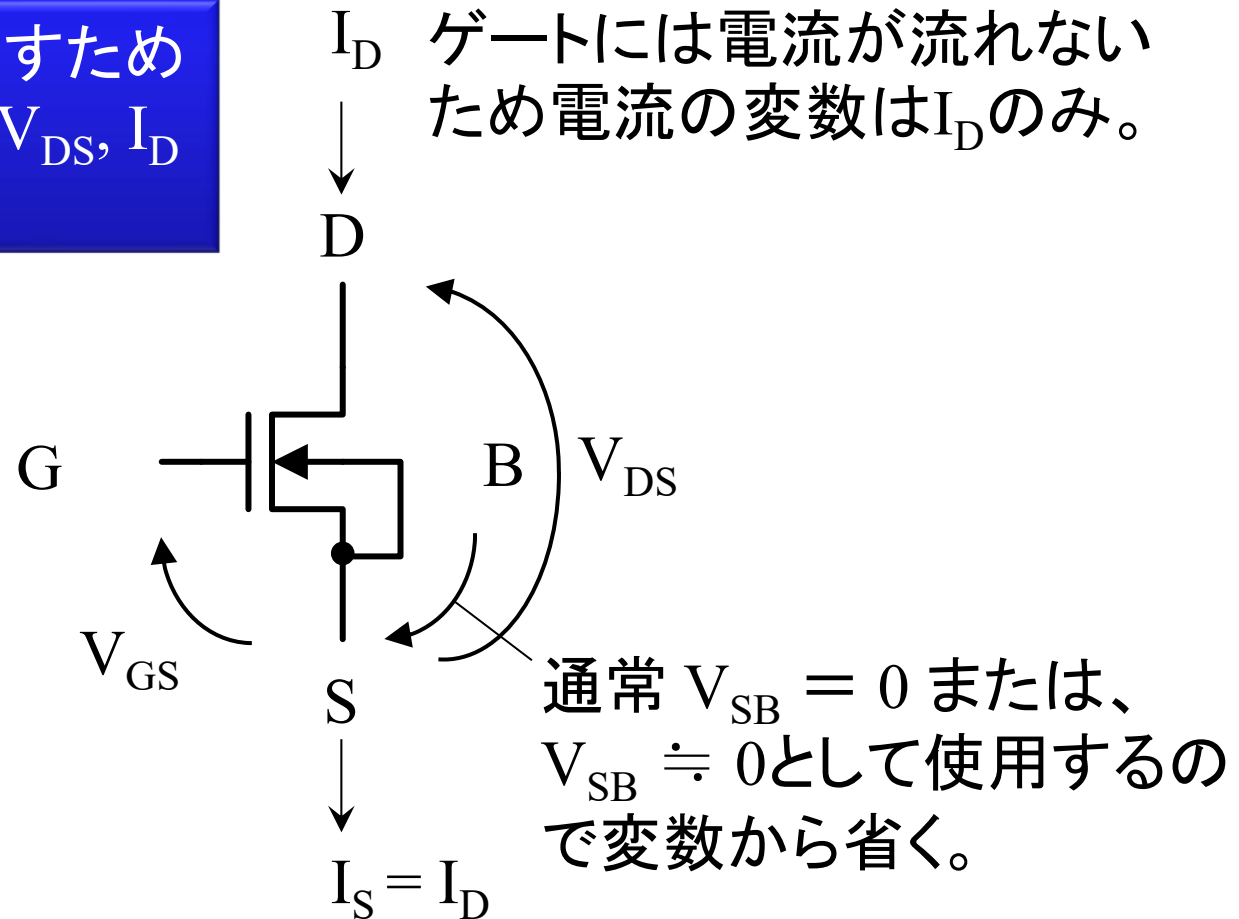 すため
V_DS, I_D
I_D
ゲートには電流が流れない
ため電流の変数はI_Dのみ。
D
G
B
V_DS
V_GS
S
通常 V_SB = 0 または、
V_SB ≒ 0として使用するの
で変数から省く。
I_S = I_D